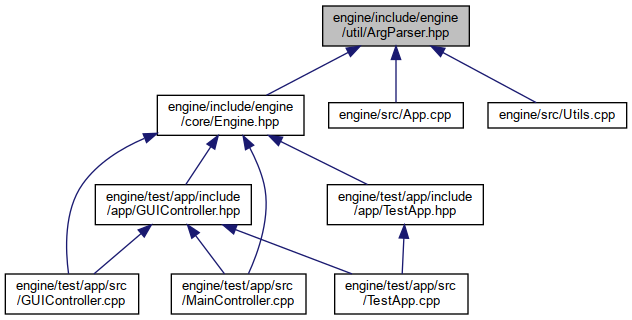 engine/include/engine
/util/ArgParser.hpp
engine/include/engine
/core/Engine.hpp
engine/src/App.cpp
engine/src/Utils.cpp
engine/test/app/include
/app/GUIController.hpp
engine/test/app/include
/app/TestApp.hpp
engine/test/app/src
/GUIController.cpp
engine/test/app/src
/MainController.cpp
engine/test/app/src
/TestApp.cpp